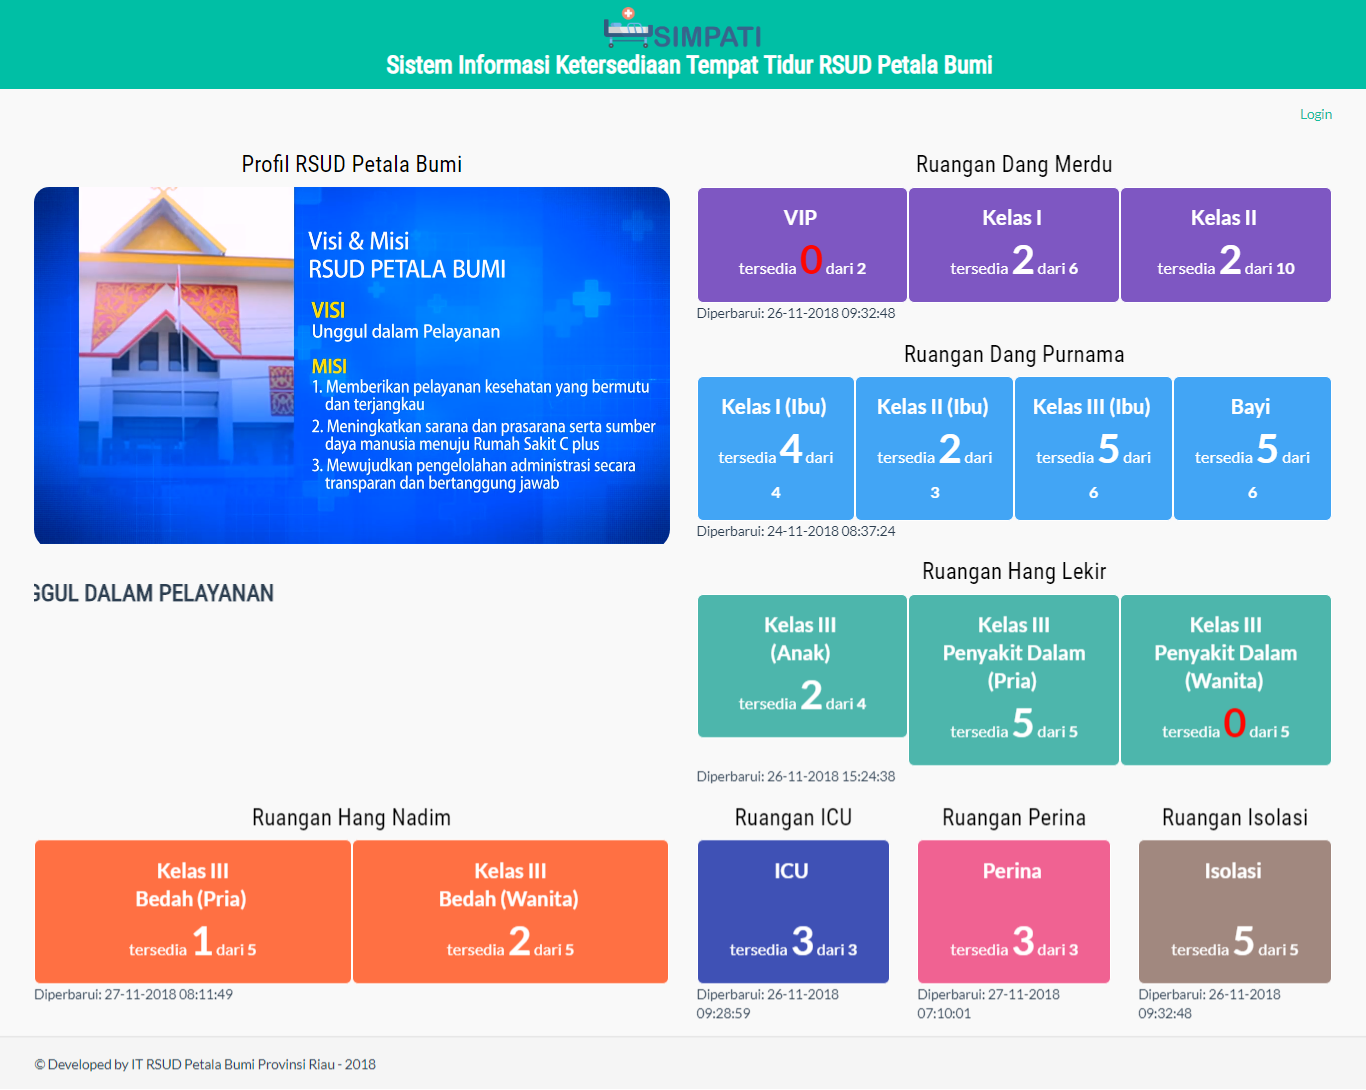 SIMPATI
Sistem Informasi Ketersediaan Tempat Tidur RSUD Petala Bumi
Login
Profil RSUD Petala Bumi
Visi & Misi
RSUD PETALA BUMI
VISI
Unggul dalam Pelayanan
MISI
1. Memberikan pelayanan kesehatan yang bermutu
dan terjangkau
2. Meningkatkan sarana dan prasarana serta sumber
daya manusia menuju Rumah Sakit C plus
3. Mewujudkan pengelolahan administrasi secara
transparan dan bertanggung jawab
GGUL DALAM PELAYANAN
Ruangan Dang Merdu
VIP
tersedia 0 dari 2
Kelas I
tersedia 2 dari 6
Kelas II
tersedia 2 dari 10
Diperbarui: 26-11-2018 09:32:48
Ruangan Dang Purnama
Kelas I (Ibu)
tersedia 4 dari
4
Kelas II (Ibu)
tersedia 2 dari
3
Kelas III (Ibu)
tersedia 5 dari
6
Bayi
tersedia 5 dari
6
Diperbarui: 24-11-2018 08:37:24
Ruangan Hang Lekir
Kelas III
(Anak)
tersedia 2 dari 4
Kelas III
Penyakit Dalam
(Pria)
tersedia 5 dari 5
Kelas III
Penyakit Dalam
(Wanita)
tersedia 0 dari 5
Diperbarui: 26-11-2018 15:24:38
Ruangan Hang Nadim
Kelas III
Bedah (Pria)
tersedia 1 dari 5
Kelas III
Bedah (Wanita)
tersedia 2 dari 5
Diperbarui: 27-11-2018 08:11:49
Ruangan ICU
ICU
tersedia 3 dari 3
Diperbarui: 26-11-2018
09:28:59
Ruangan Perina
Perina
tersedia 3 dari 3
Diperbarui: 27-11-2018
07:10:01
Ruangan Isolasi
Isolasi
tersedia 5 dari 5
Diperbarui: 26-11-2018
09:32:48
© Developed by IT RSUD Petala Bumi Provinsi Riau - 2018